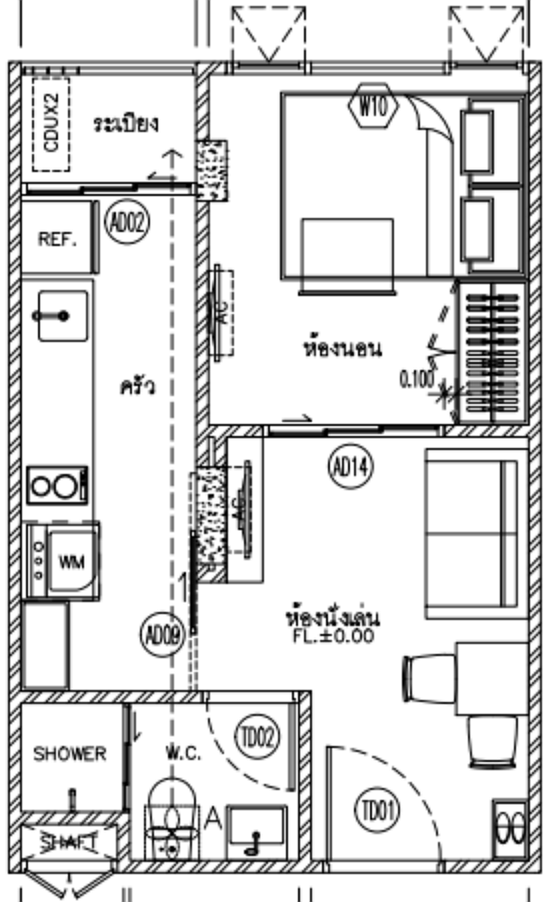 CDUX2
ระเบียง
W10
AD02
REF.
AC
ห้องนอน
0.100
ครัว
AD14
AC
WM
ห้องนั่งเล่น
FL.±0.00
AD09
TD02
SHOWER
W.C.
TD01
A
SHAFT